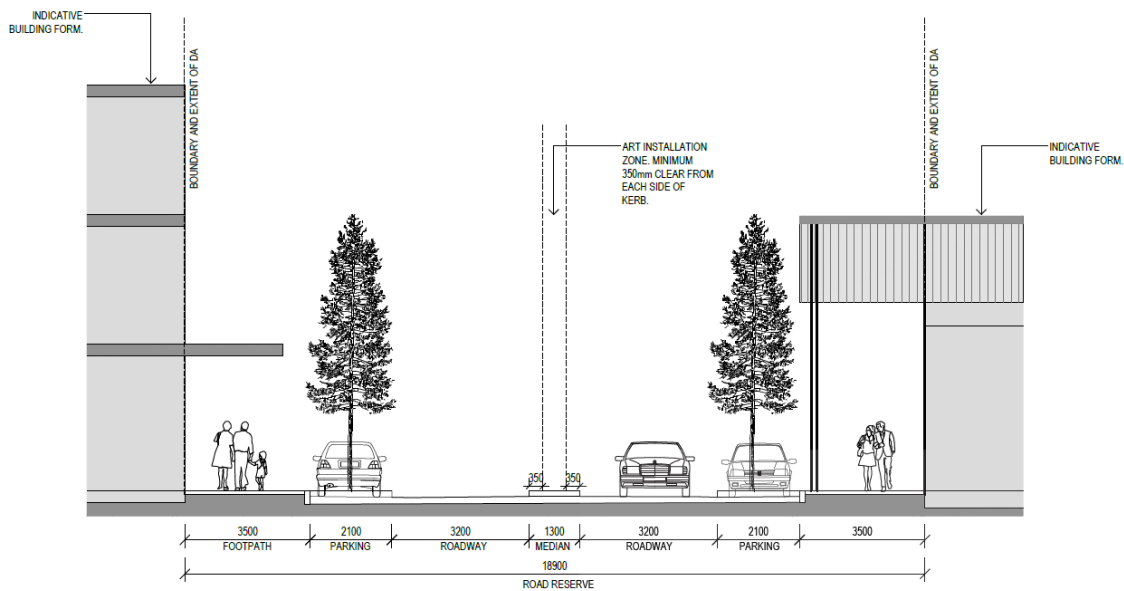 INDICATIVE
BUILDING FORM.
BOUNDARY AND EXTENT OF DA
ART INSTALLATION
ZONE. MINIMUM
350mm CLEAR FROM
EACH SIDE OF
KERB.
BOUNDARY AND EXTENT OF DA
INDICATIVE
BUILDING FORM.
350 350
3500 2100 3200 1300 3200 2100 3500
FOOTPATH PARKING ROADWAY MEDIAN ROADWAY PARKING
18900
ROAD RESERVE